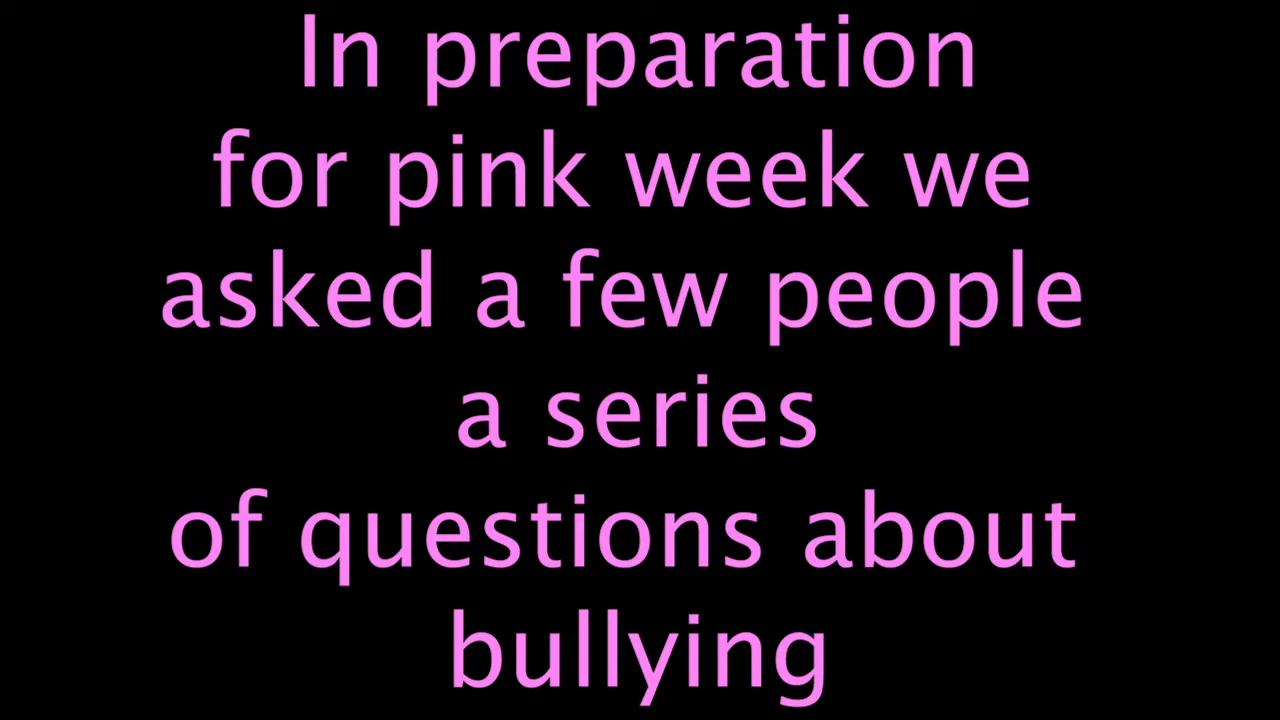 In preparation
for pink week we
asked a few people
a series
of questions about
bullying